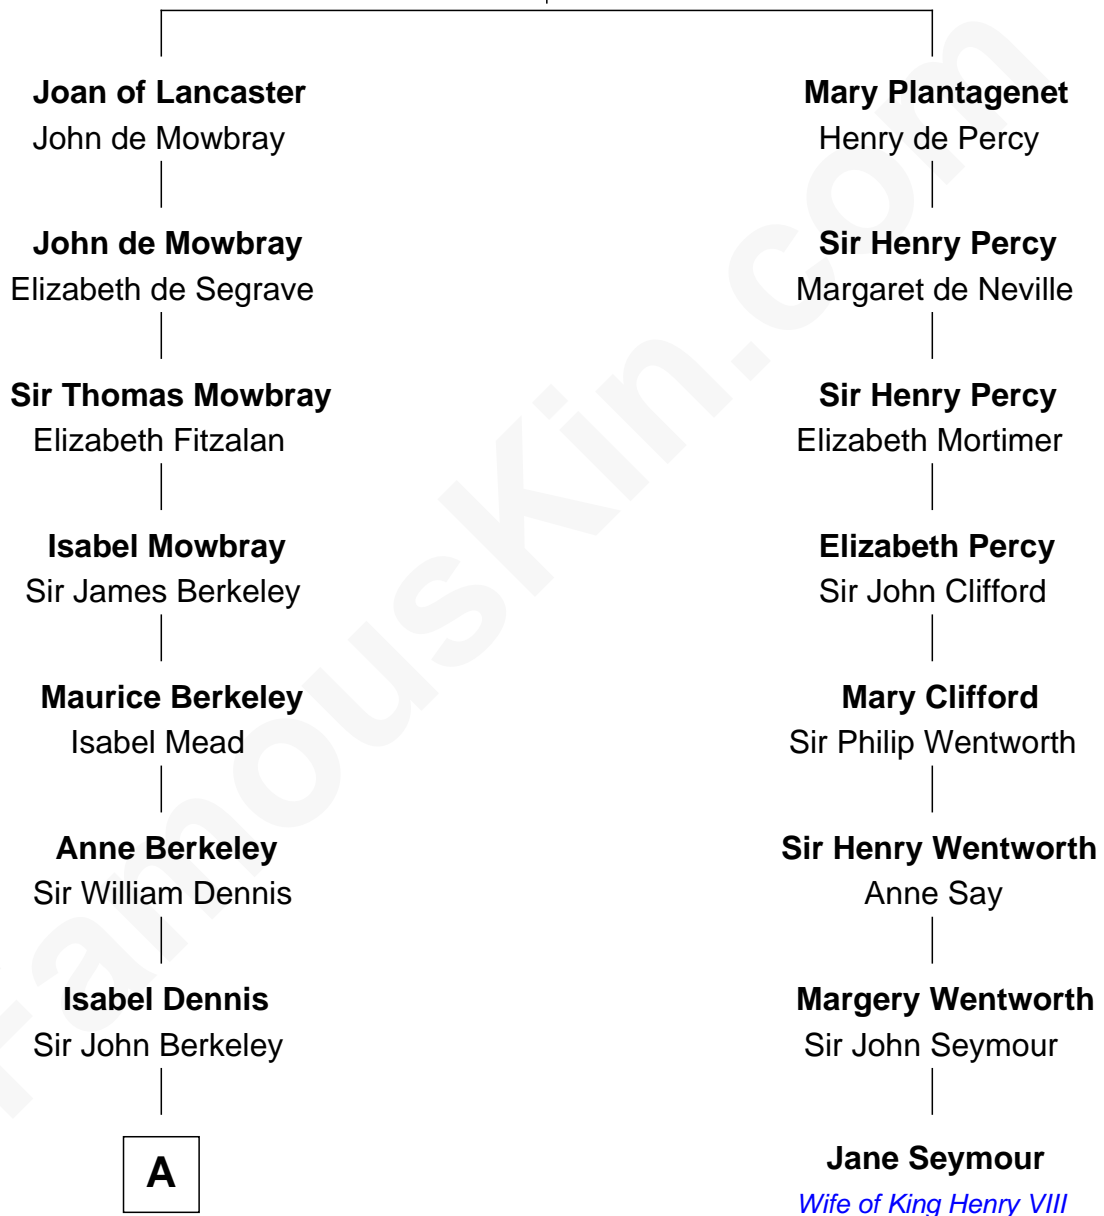 Joan of Lancaster
John de Mowbray
John de Mowbray
Elizabeth de Segrave
Sir Thomas Mowbray
Elizabeth Fitzalan
Isabel Mowbray
Sir James Berkeley
Maurice Berkeley
Isabel Mead
Anne Berkeley
Sir William Dennis
Isabel Dennis
Sir John Berkeley
A
Mary Plantagenet
Henry de Percy
Sir Henry Percy
Margaret de Neville
Sir Henry Percy
Elizabeth Mortimer
Elizabeth Percy
Sir John Clifford
Mary Clifford
Sir Philip Wentworth
Sir Henry Wentworth
Anne Say
Margery Wentworth
Sir John Seymour
Jane Seymour
Wife of King Henry VIII
FamousKin.com